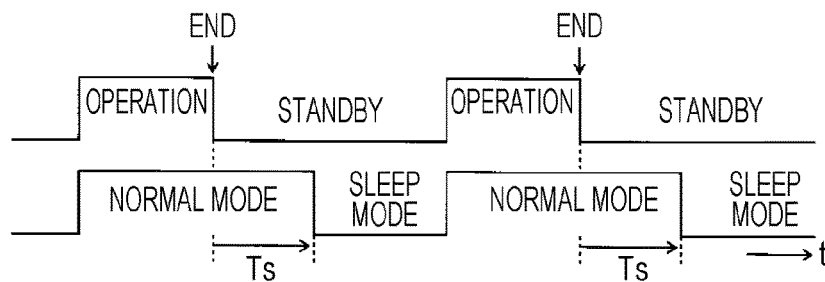 END
END
OPERATION
STANDBY
OPERATION
STANDBY
NORMAL MODE
SLEEP
MODE
NORMAL MODE
SLEEP
MODE
Ts
Ts
t